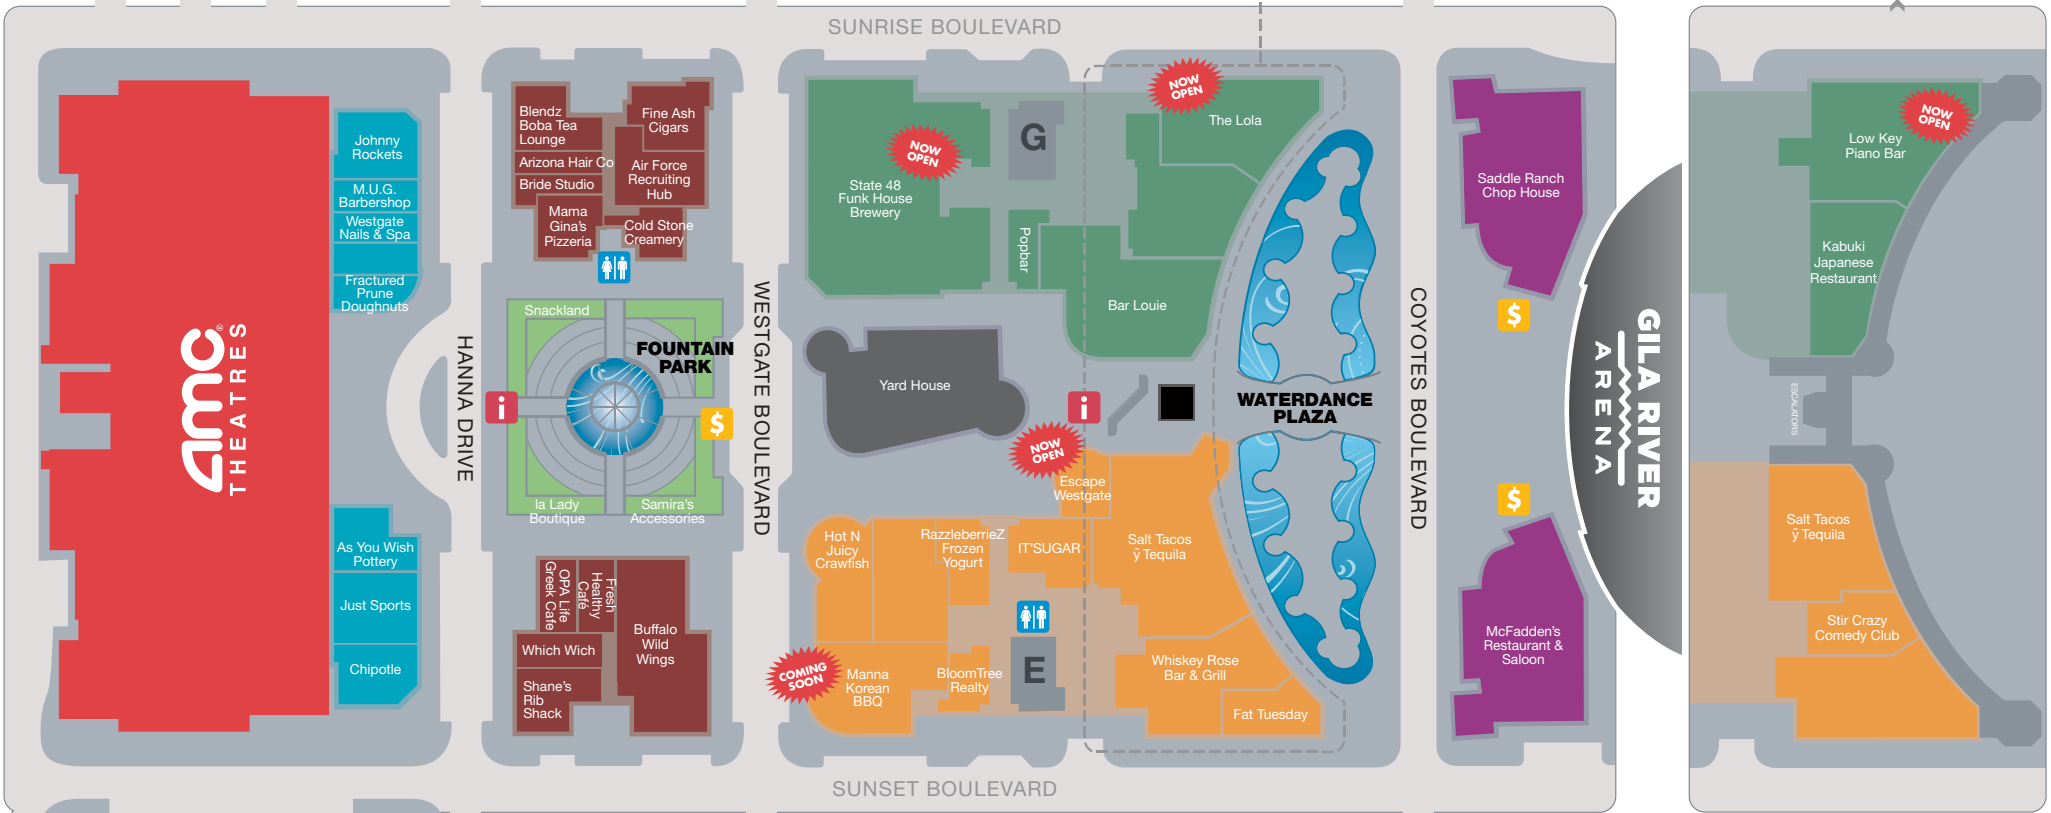 SUNRISE BOULEVARD
amc®
THEATRES
Johnny
Rockets
M.U.G.
Barbershop
Westgate
Nails & Spa
Fractured
Prune
Doughnuts
As You Wish
Pottery
Just Sports
Chipotle
HANNA DRIVE
Blendz
Boba Tea
Lounge
Arizona Hair Co
Bride Studio
Mama
Gina's
Pizzeria
Fine Ash
Cigars
Air Force
Recruiting
Hub
Cold Stone
Creamery
Snackland
FOUNTAIN
PARK
i
$
la Lady
Boutique
Samira's
Accessories
OPA Life
Greek Cafe
Fresh
Healthy
Café
Buffalo
Wild
Wings
Which Wich
Shane's
Rib
Shack
WESTGATE BOULEVARD
NOW
OPEN
State 48
Funk House
Brewery
G
Popbar
NOW
OPEN
The Lola
Bar Louie
Yard House
i
NOW
OPEN
Escape
Westgate
WATERDANCE
PLAZA
Hot N
Juicy
Crawfish
RazzleberrieZ
Frozen
Yogurt
IT'SUGAR
Salt Tacos
ÿ Tequila
COMING
SOON
Manna
Korean
BBQ
BloomTree
Realty
E
Whiskey Rose
Bar & Grill
Fat Tuesday
COYOTES BOULEVARD
Saddle Ranch
Chop House
$
$
McFadden's
Restaurant &
Saloon
GILA RIVER
ARENA
NOW
OPEN
Low Key
Piano Bar
Kabuki
Japanese
Restaurant
ESCALATORS
Salt Tacos
ÿ Tequila
Stir Crazy
Comedy Club
SUNSET BOULEVARD